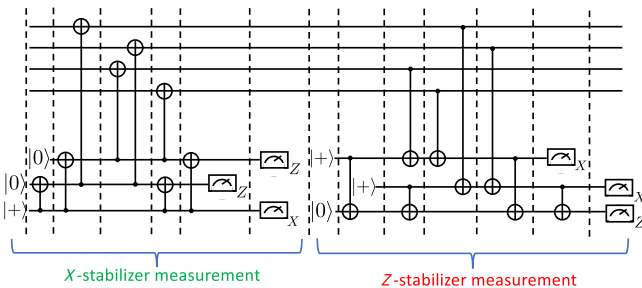 |0⟩ |+⟩ X
|0⟩ Z Z |+⟩ X
|+⟩ X |0⟩ Z
X-stabilizer measurement Z-stabilizer measurement